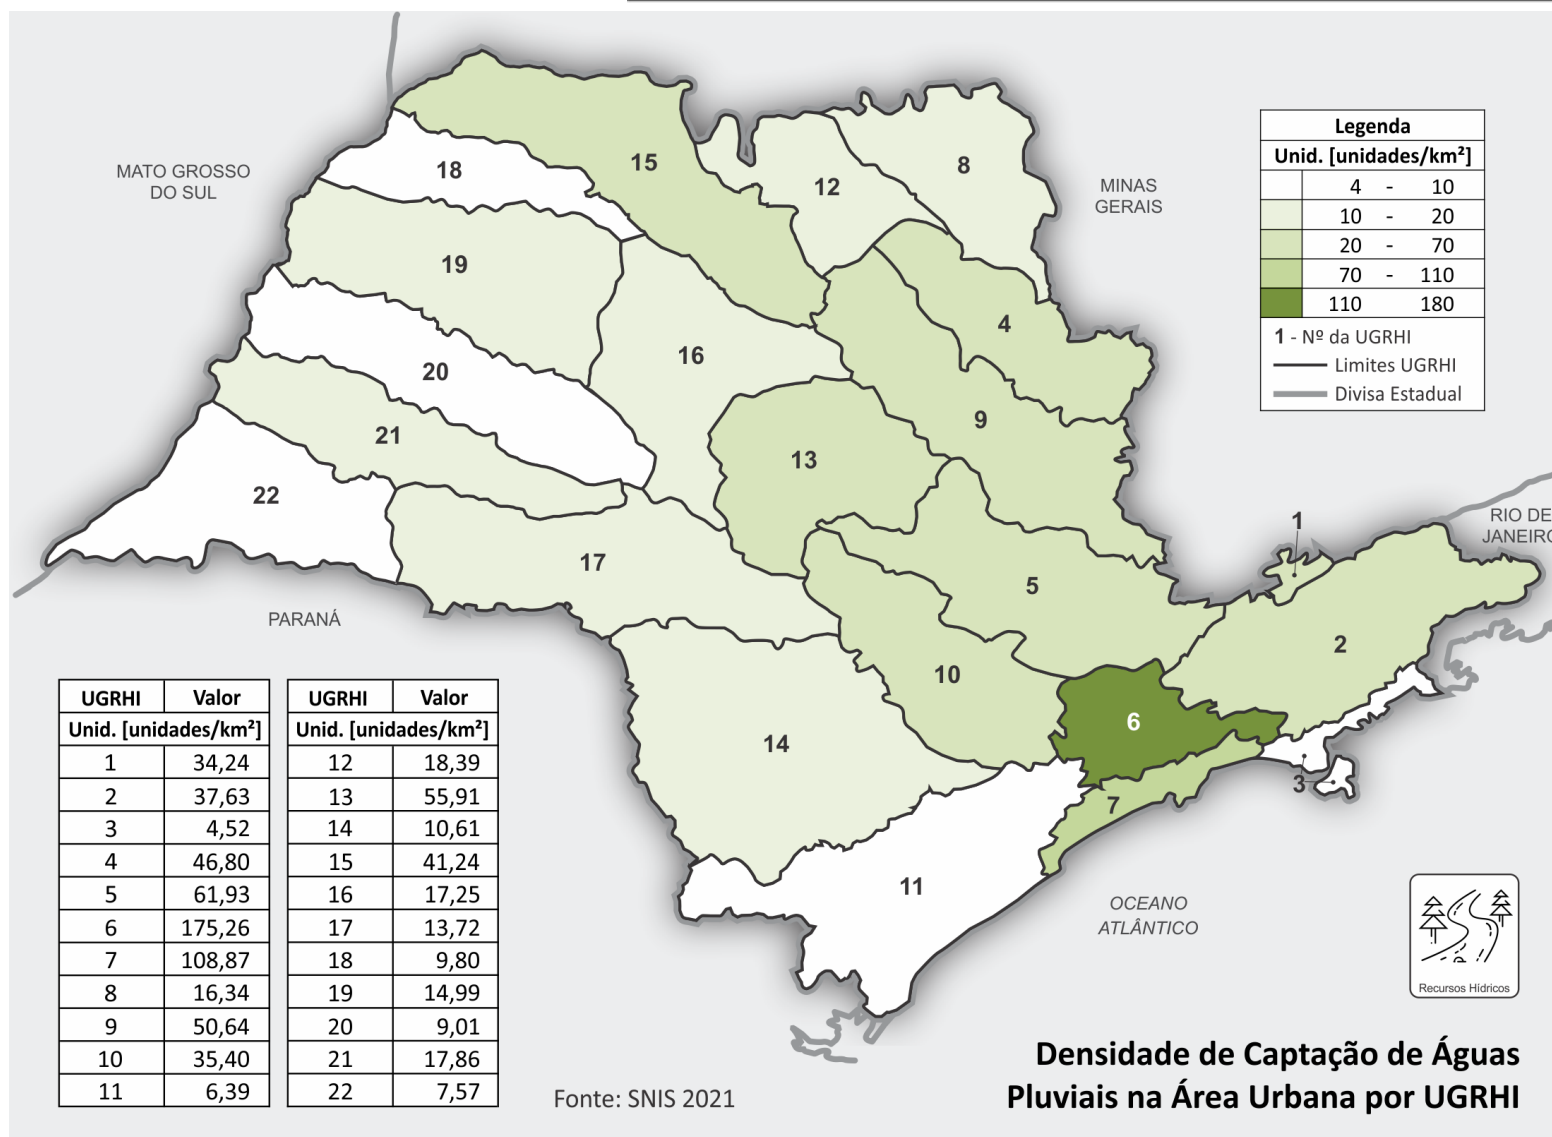 MATO GROSSO
DO SUL
MINAS
GERAIS
RIO DE
JANEIRO
PARANÁ
OCEANO
ATLÂNTICO
18
15
12
8
19
4
16
20
9
21
13
22
1
17
5
2
10
6
14
3
7
11
Legenda
Unid. [unidades/km²]
4 - 10
10 - 20
20 - 70
70 - 110
110 180
1 - Nº da UGRHI
Limites UGRHI
Divisa Estadual
UGRHI Valor
Unid. [unidades/km²]
1 34,24
2 37,63
3 4,52
4 46,80
5 61,93
6 175,26
7 108,87
8 16,34
9 50,64
10 35,40
11 6,39
UGRHI Valor
Unid. [unidades/km²]
12 18,39
13 55,91
14 10,61
15 41,24
16 17,25
17 13,72
18 9,80
19 14,99
20 9,01
21 17,86
22 7,57
Fonte: SNIS 2021
Recursos Hídricos
Densidade de Captação de Águas
Pluviais na Área Urbana por UGRHI